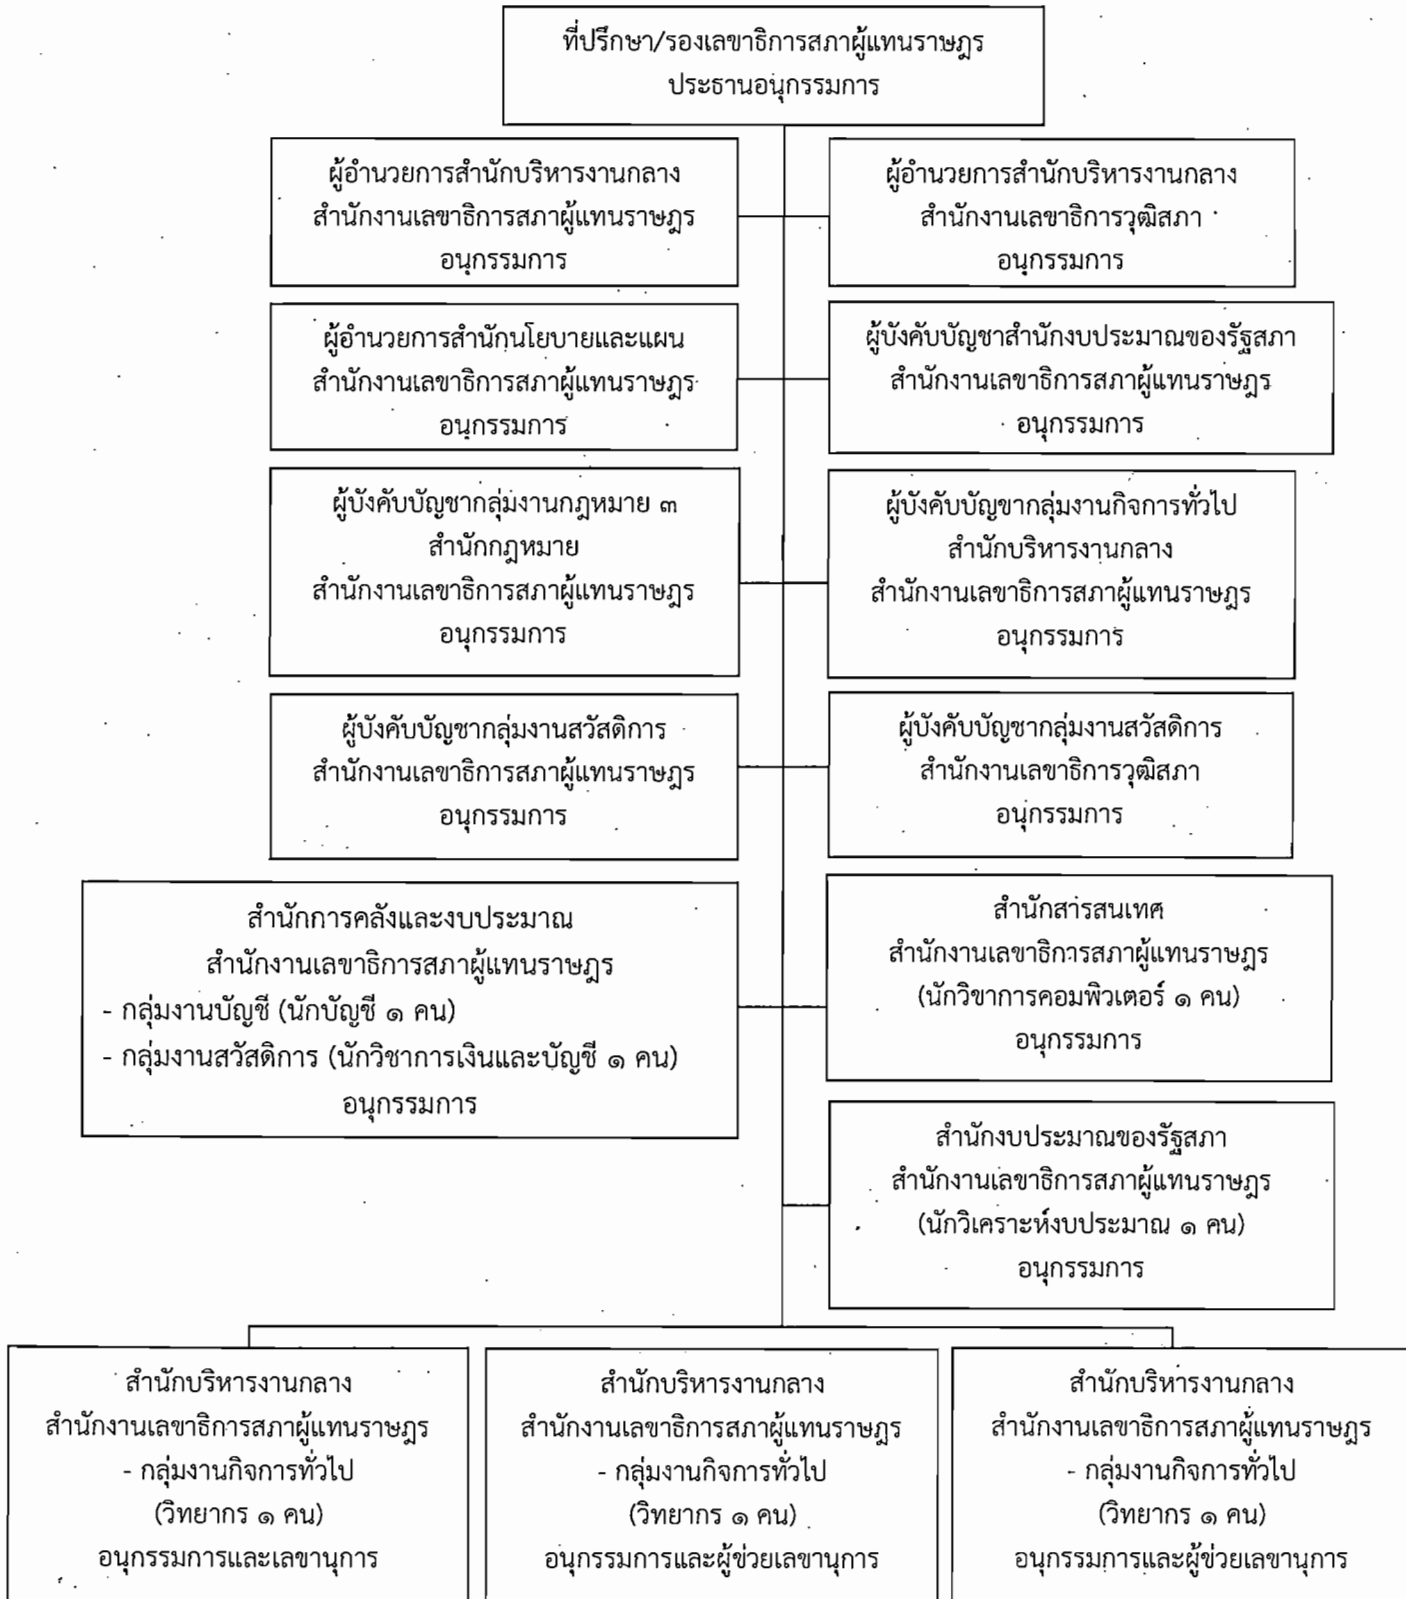 ที่ปรึกษา/รองเลขาธิการสภาผู้แทนราษฎร
ประธานอนุกรรมการ
ผู้อำนวยการสำนักบริหารงานกลาง
สำนักงานเลขาธิการสภาผู้แทนราษฎร
อนุกรรมการ
ผู้อำนวยการสำนักบริหารงานกลาง
สำนักงานเลขาธิการวุฒิสภา
อนุกรรมการ
ผู้อำนวยการสำนักนโยบายและแผน
สำนักงานเลขาธิการสภาผู้แทนราษฎร
อนุกรรมการ
ผู้บังคับบัญชาสำนักงบประมาณของรัฐสภา
สำนักงานเลขาธิการสภาผู้แทนราษฎร
อนุกรรมการ
ผู้บังคับบัญชากลุ่มงานกฎหมาย ๓
สำนักกฎหมาย
สำนักงานเลขาธิการสภาผู้แทนราษฎร
อนุกรรมการ
ผู้บังคับบัญชากลุ่มงานกิจการทั่วไป
สำนักบริหารงานกลาง
สำนักงานเลขาธิการสภาผู้แทนราษฎร
อนุกรรมการ
ผู้บังคับบัญชากลุ่มงานสวัสดิการ
สำนักงานเลขาธิการสภาผู้แทนราษฎร
อนุกรรมการ
ผู้บังคับบัญชากลุ่มงานสวัสดิการ
สำนักงานเลขาธิการวุฒิสภา
อนุกรรมการ
สำนักการคลังและงบประมาณ
สำนักงานเลขาธิการสภาผู้แทนราษฎร
- กลุ่มงานบัญชี (นักบัญชี ๑ คน)
- กลุ่มงานสวัสดิการ (นักวิชาการเงินและบัญชี ๑ คน)
อนุกรรมการ
สำนักสารสนเทศ
สำนักงานเลขาธิการสภาผู้แทนราษฎร
(นักวิชาการคอมพิวเตอร์ ๑ คน)
อนุกรรมการ
สำนักงบประมาณของรัฐสภา
สำนักงานเลขาธิการสภาผู้แทนราษฎร
(นักวิเคราะห์งบประมาณ ๑ คน)
อนุกรรมการ
สำนักบริหารงานกลาง
สำนักงานเลขาธิการสภาผู้แทนราษฎร
- กลุ่มงานกิจการทั่วไป
(วิทยากร ๑ คน)
อนุกรรมการและเลขานุการ
สำนักบริหารงานกลาง
สำนักงานเลขาธิการสภาผู้แทนราษฎร
- กลุ่มงานกิจการทั่วไป
(วิทยากร ๑ คน)
อนุกรรมการและผู้ช่วยเลขานุการ
สำนักบริหารงานกลาง
สำนักงานเลขาธิการสภาผู้แทนราษฎร
- กลุ่มงานกิจการทั่วไป
(วิทยากร ๑ คน)
อนุกรรมการและผู้ช่วยเลขานุการ